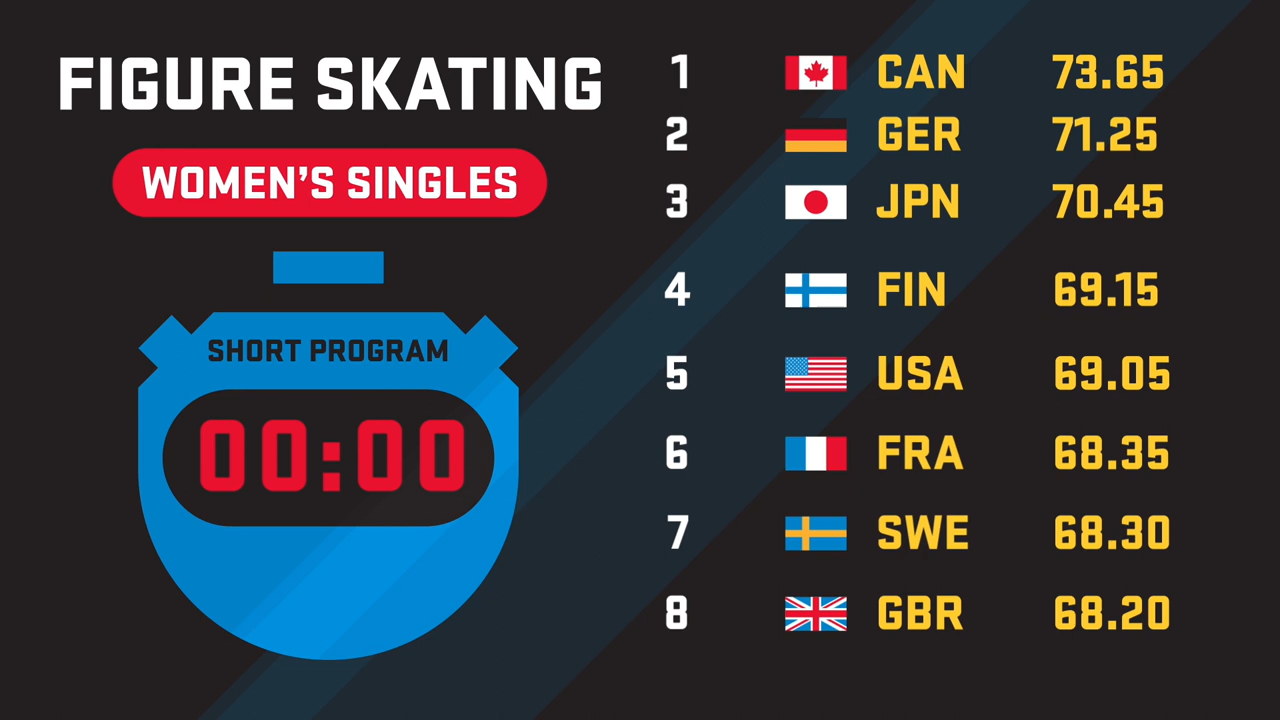 FIGURE SKATING
WOMEN'S SINGLES
SHORT PROGRAM
00:00
1 CAN 73.65
2 GER 71.25
3 JPN 70.45
4 FIN 69.15
5 USA 69.05
6 FRA 68.35
7 SWE 68.30
8 GBR 68.20